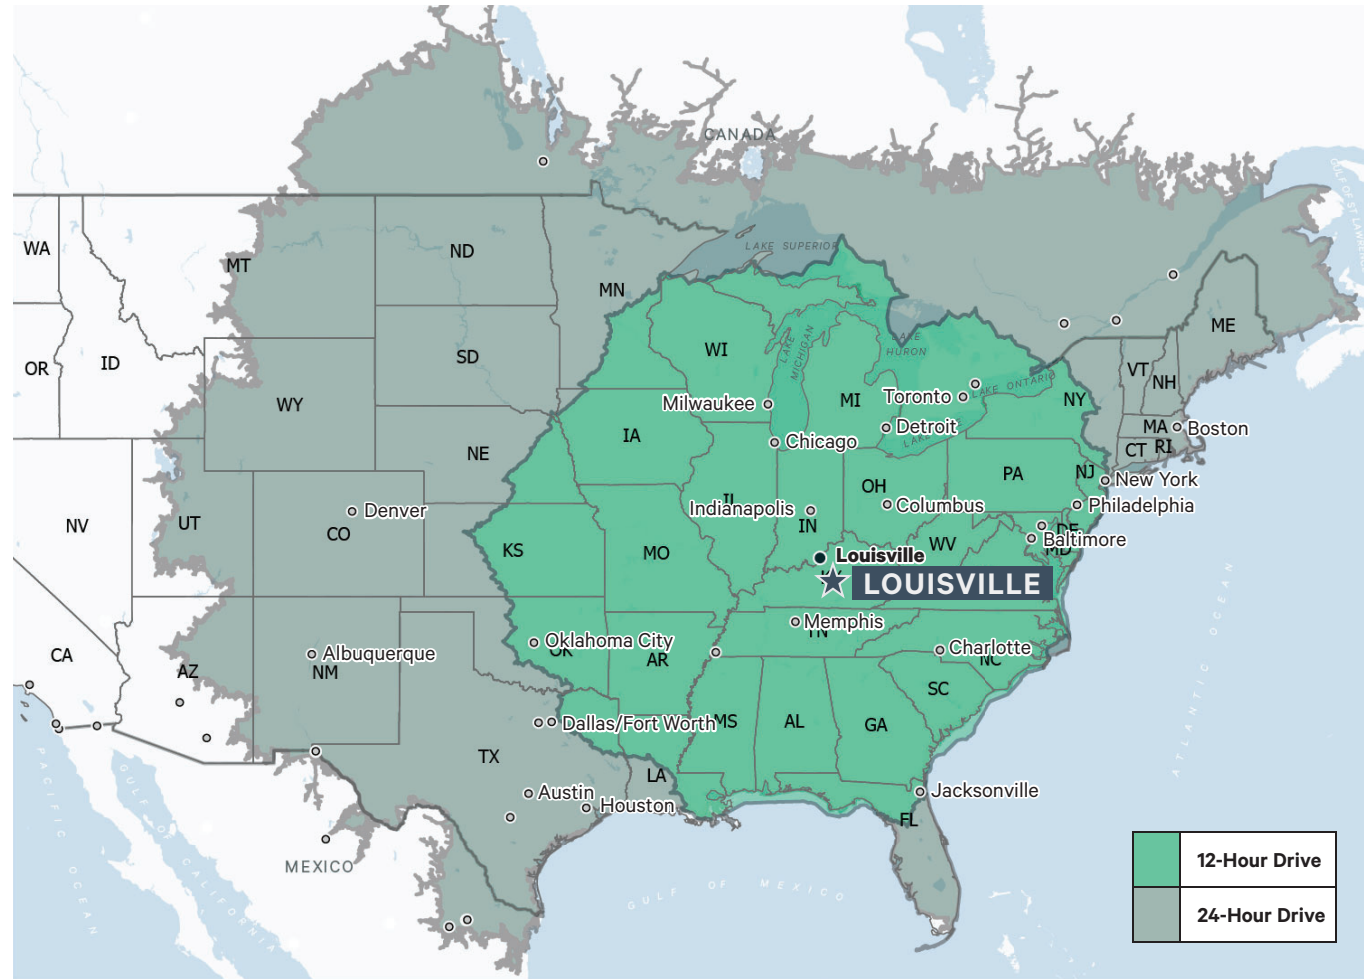 CANADA
GULF OF ST LAWRENCE
WA
MT
ND
LAKE SUPERIOR
MN
ME
OR
ID
SD
WI
LAKE
MICHIGAN
LAKE
HURON
VT
NH
WY
Milwaukee
MI
Toronto
LAKE ONTARIO
NY
MA
Boston
IA
Chicago
Detroit
LAKE
CT
RI
NE
PA
NJ
New York
OH
IL
Indianapolis
IN
Columbus
Philadelphia
NV
UT
CO
Denver
KS
MO
WV
DE
MD
Baltimore
Louisville
KY
LOUISVILLE
CA
AZ
Albuquerque
NM
Oklahoma City
OK
AR
Memphis
TN
Charlotte
NC
SC
ATLANTIC OCEAN
Dallas/Fort Worth
MS
AL
GA
TX
LA
Austin
Houston
Jacksonville
FL
PACIFIC OCEAN
GULF OF CALIFORNIA
MEXICO
GULF OF MEXICO
12-Hour Drive
24-Hour Drive